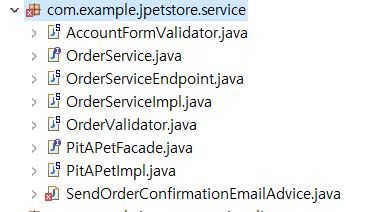 com.example.jpetstore.service
AccountFormValidator.java
OrderService.java
OrderServiceEndpoint.java
OrderServiceImpl.java
OrderValidator.java
PitAPetFacade.java
PitAPetImpl.java
SendOrderConfirmationEmailAdvice.java